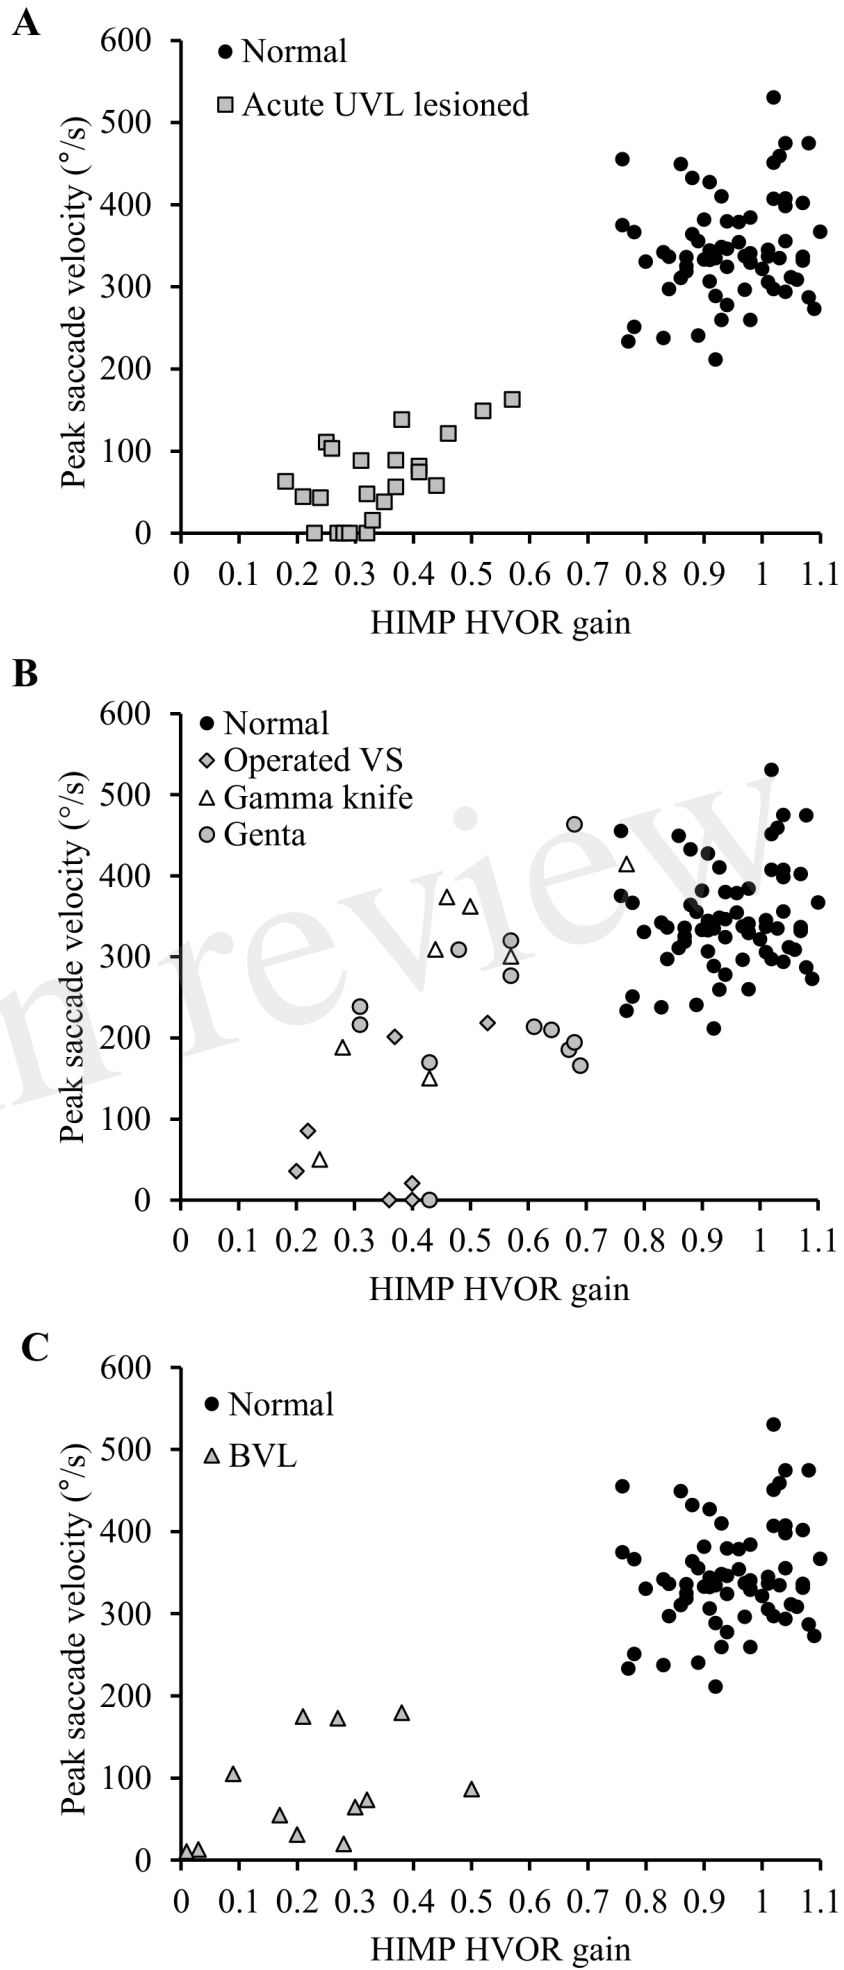 A
600
500
400
300
200
100
0
Peak saccade velocity (°/s)
Normal
Acute UVL lesioned
0 0.1 0.2 0.3 0.4 0.5 0.6 0.7 0.8 0.9 1 1.1
HIMP HVOR gain
B
600
500
400
300
200
100
0
Peak saccade velocity (°/s)
Normal
Operated VS
Gamma knife
Genta
n review
0 0.1 0.2 0.3 0.4 0.5 0.6 0.7 0.8 0.9 1 1.1
HIMP HVOR gain
C
600
500
400
300
200
100
0
Peak saccade velocity (°/s)
Normal
BVL
0 0.1 0.2 0.3 0.4 0.5 0.6 0.7 0.8 0.9 1 1.1
HIMP HVOR gain